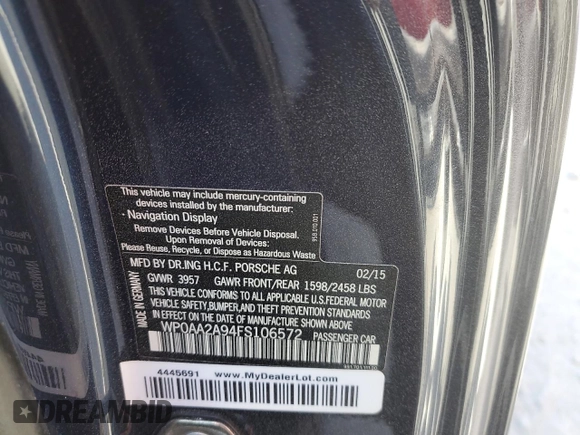 This vehicle may include mercury-containing
devices installed by the manufacturer:
· Navigation Display
Remove Devices Before Vehicle Disposal.
Upon Removal of Devices:
Please Reuse, Recycle, or Dispose as Hazardous Waste
MFD BY DR.ING H.C.F. PORSCHE AG 02/15
GVWR 3957 GAWR FRONT/REAR 1598/2458 LBS
THIS VEHICLE CONFORMS TO ALL APPLICABLE U.S.FEDERAL MOTOR
VEHICLE SAFETY,BUMPER,AND THEFT PREVENTION STANDARDS
IN EFFECT ON THE DATE OF MANUFACTURE SHOWN ABOVE.
WP0AA2A94FS106572 PASSENGER CAR
4445691 www.MyDealerLot.com
DREAMBID